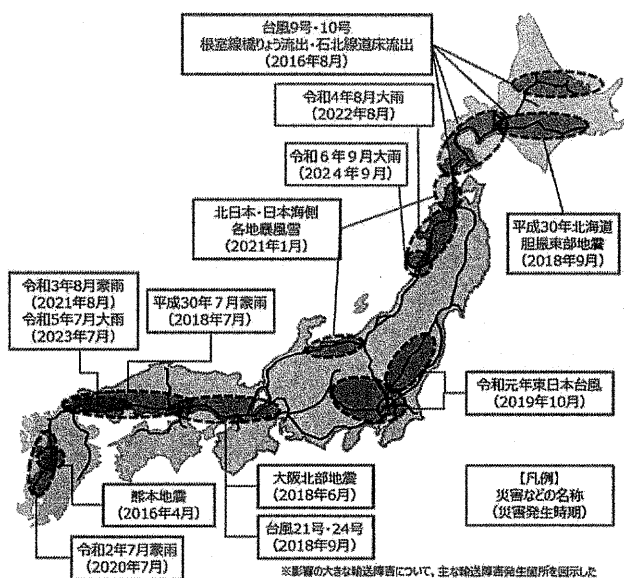 台風9号・10号
根室線橋りょう流出・石北線道床流出
(2016年8月)
令和4年8月大雨
(2022年8月)
令和6年9月大雨
(2024年9月)
北日本・日本海側
各地暴風雪
(2021年1月)
平成30年北海道
胆振東部地震
(2018年9月)
令和3年8月豪雨
(2021年8月)
令和5年7月大雨
(2023年7月)
平成30年7月豪雨
(2018年7月)
令和元年東日本台風
(2019年10月)
熊本地震
(2016年4月)
大阪北部地震
(2018年6月)
【凡例】
災害などの名称
(災害発生時期)
令和2年7月豪雨
(2020年7月)
台風21号・24号
(2018年9月)
※影響の大きな輸送障害について、主な輸送障害発生箇所を図示した